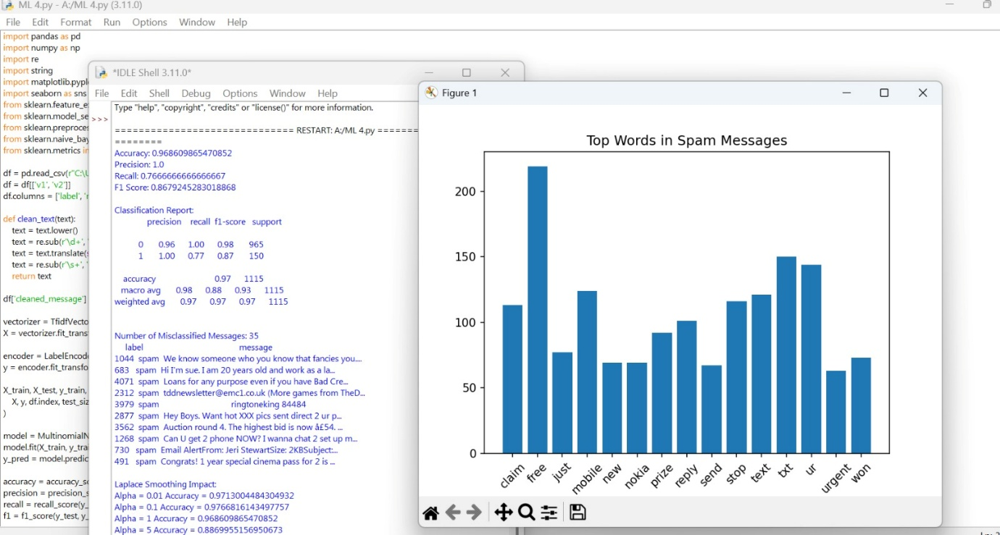 ML 4.py - A:/ML 4.py (3.11.0)
File Edit Format Run Options Window Help
import pandas as pd
import numpy as np
import re
import string
import matplotlib.pypl
import seaborn as sns
from sklearn.feature_e
from sklearn.model_se
from sklearn.preproces
from sklearn.naive_bay
from sklearn.metrics in
df = pd.read_csv(r"C:\U
df = df[['v1', 'v2']]
df.columns = ['label', 'r
def clean_text(text):
text = text.lower()
text = re.sub(r'\d+', '
text = text.translate(s
text = re.sub(r'\s+', '
return text
df['cleaned_message']
vectorizer = TfidfVecto
X = vectorizer.fit_trans
encoder = LabelEncod
y = encoder.fit_transfo
X_train, X_test, y_train,
X, y, df.index, test_siz
)
model = MultinomialN
model.fit(X_train, y_trai
y_pred = model.predic
accuracy = accuracy_sc
precision = precision_s
recall = recall_score(y_
f1 = f1_score(y_test, y_
*IDLE Shell 3.11.0*
File Edit Shell Debug Options Window Help
Type "help", "copyright", "credits" or "license()" for more information.
>>>
============================== RESTART: A:/ML 4.py =======
========
Accuracy: 0.968609865470852
Precision: 1.0
Recall: 0.7666666666666667
F1 Score: 0.8679245283018868
Classification Report:
precision recall f1-score support
0 0.96 1.00 0.98 965
1 1.00 0.77 0.87 150
accuracy 0.97 1115
macro avg 0.98 0.88 0.93 1115
weighted avg 0.97 0.97 0.97 1115
Number of Misclassified Messages: 35
label message
1044 spam We know someone who you know that fancies you....
683 spam Hi I'm sue. I am 20 years old and work as a la...
4071 spam Loans for any purpose even if you have Bad Cre...
2312 spam tddnewsletter@emc1.co.uk (More games from TheD...
3979 spam ringtoneking 84484
2877 spam Hey Boys. Want hot XXX pics sent direct 2 ur p...
3562 spam Auction round 4. The highest bid is now å£54. ...
1268 spam Can U get 2 phone NOW? I wanna chat 2 set up m...
730 spam Email AlertFrom: Jeri StewartSize: 2KBSubject:...
491 spam Congrats! 1 year special cinema pass for 2 is ...
Laplace Smoothing Impact:
Alpha = 0.01 Accuracy = 0.9713004484304932
Alpha = 0.1 Accuracy = 0.9766816143497757
Alpha = 1 Accuracy = 0.968609865470852
Alpha = 5 Accuracy = 0.8869955156950673
Figure 1
Top Words in Spam Messages
200
150
100
50
0
claim free just mobile new nokia prize reply send stop text txt ur urgent won